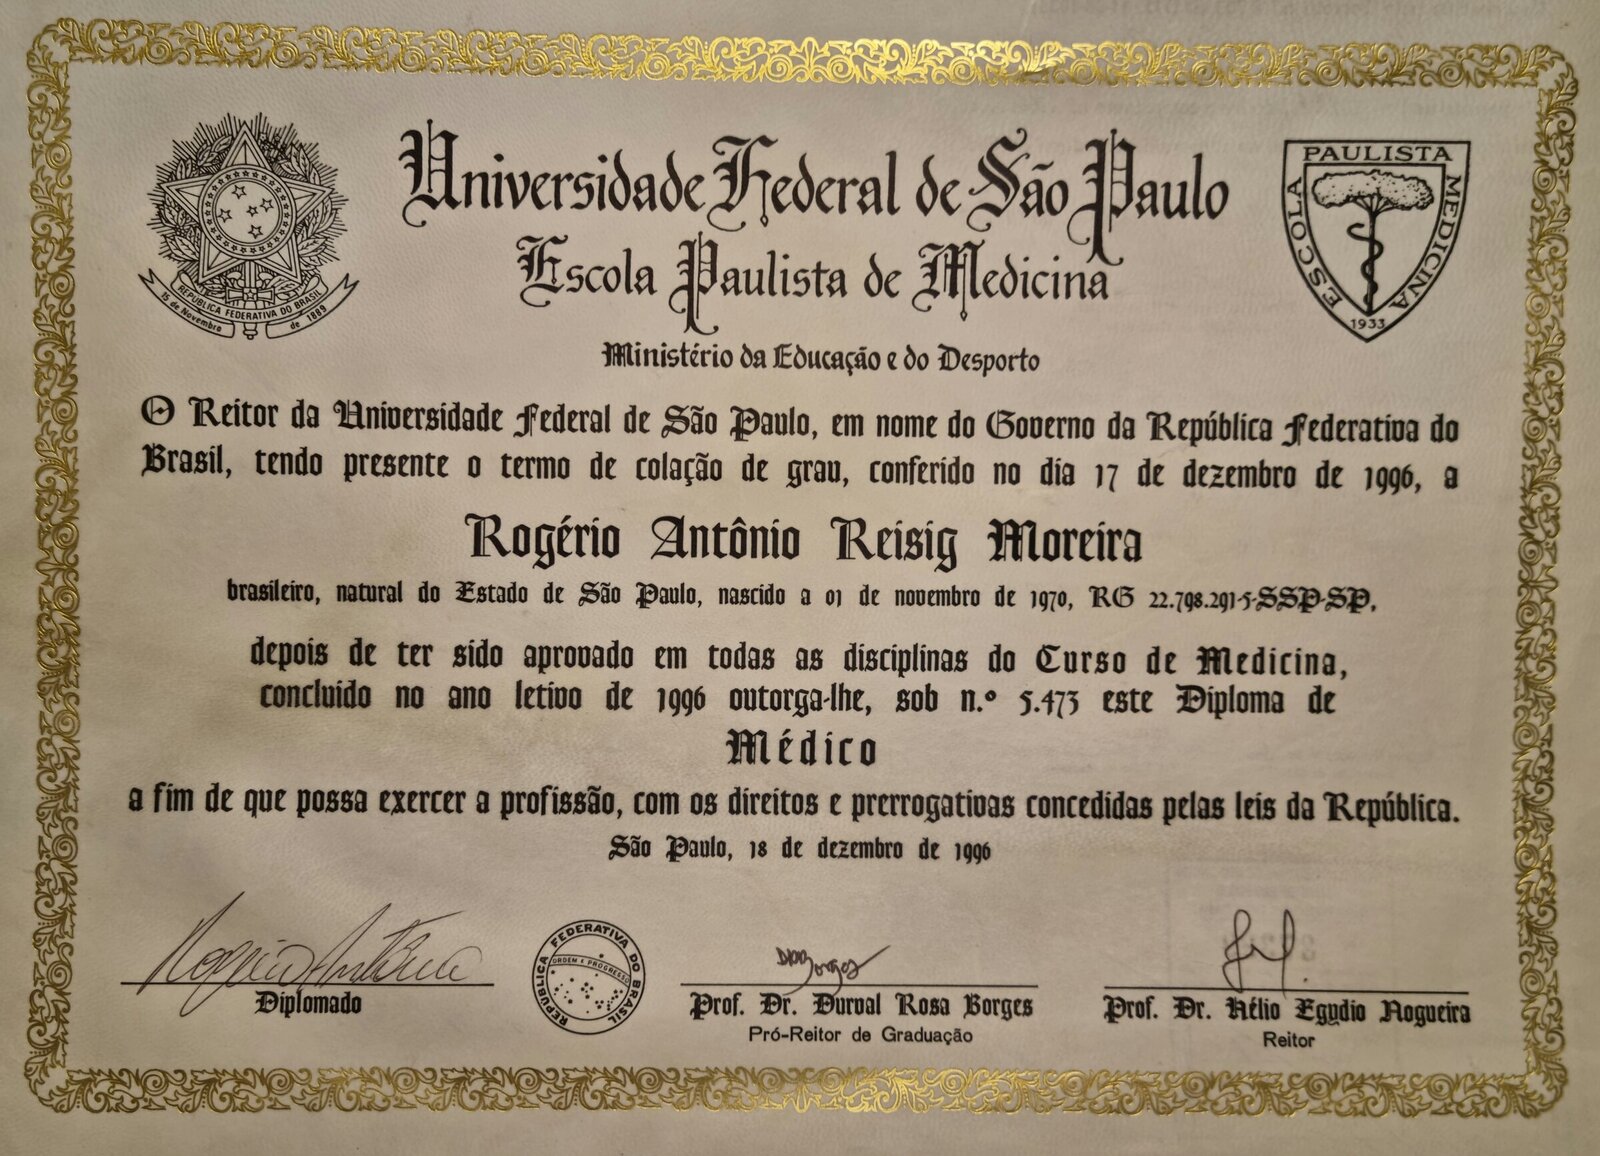 Universidade Federal de São Paulo
Escola Paulista de Medicina
Ministério da Educação e do Desporto
REPÚBLICA FEDERATIVA DO BRASIL
15 de Novembro de 1889
ESCOLA PAULISTA MEDICINA
1933
O Reitor da Universidade Federal de São Paulo, em nome do Governo da República Federativa do
Brasil, tendo presente o termo de colação de grau, conferido no dia 17 de dezembro de 1996, a
Rogério Antônio Reisig Moreira
brasileiro, natural do Estado de São Paulo, nascido a 01 de novembro de 1970, RG 22.798.291-5-SSP-SP,
depois de ter sido aprovado em todas as disciplinas do Curso de Medicina,
concluído no ano letivo de 1996 outorga-lhe, sob n.º 5.473 este Diploma de
Médico
a fim de que possa exercer a profissão, com os direitos e prerrogativas concedidas pelas leis da República.
São Paulo, 18 de dezembro de 1996
Diplomado
REPÚBLICA FEDERATIVA DO BRASIL
ORDEM E PROGRESSO
Prof. Dr. Durval Rosa Borges
Pró-Reitor de Graduação
Prof. Dr. Hélio Egydio Nogueira
Reitor